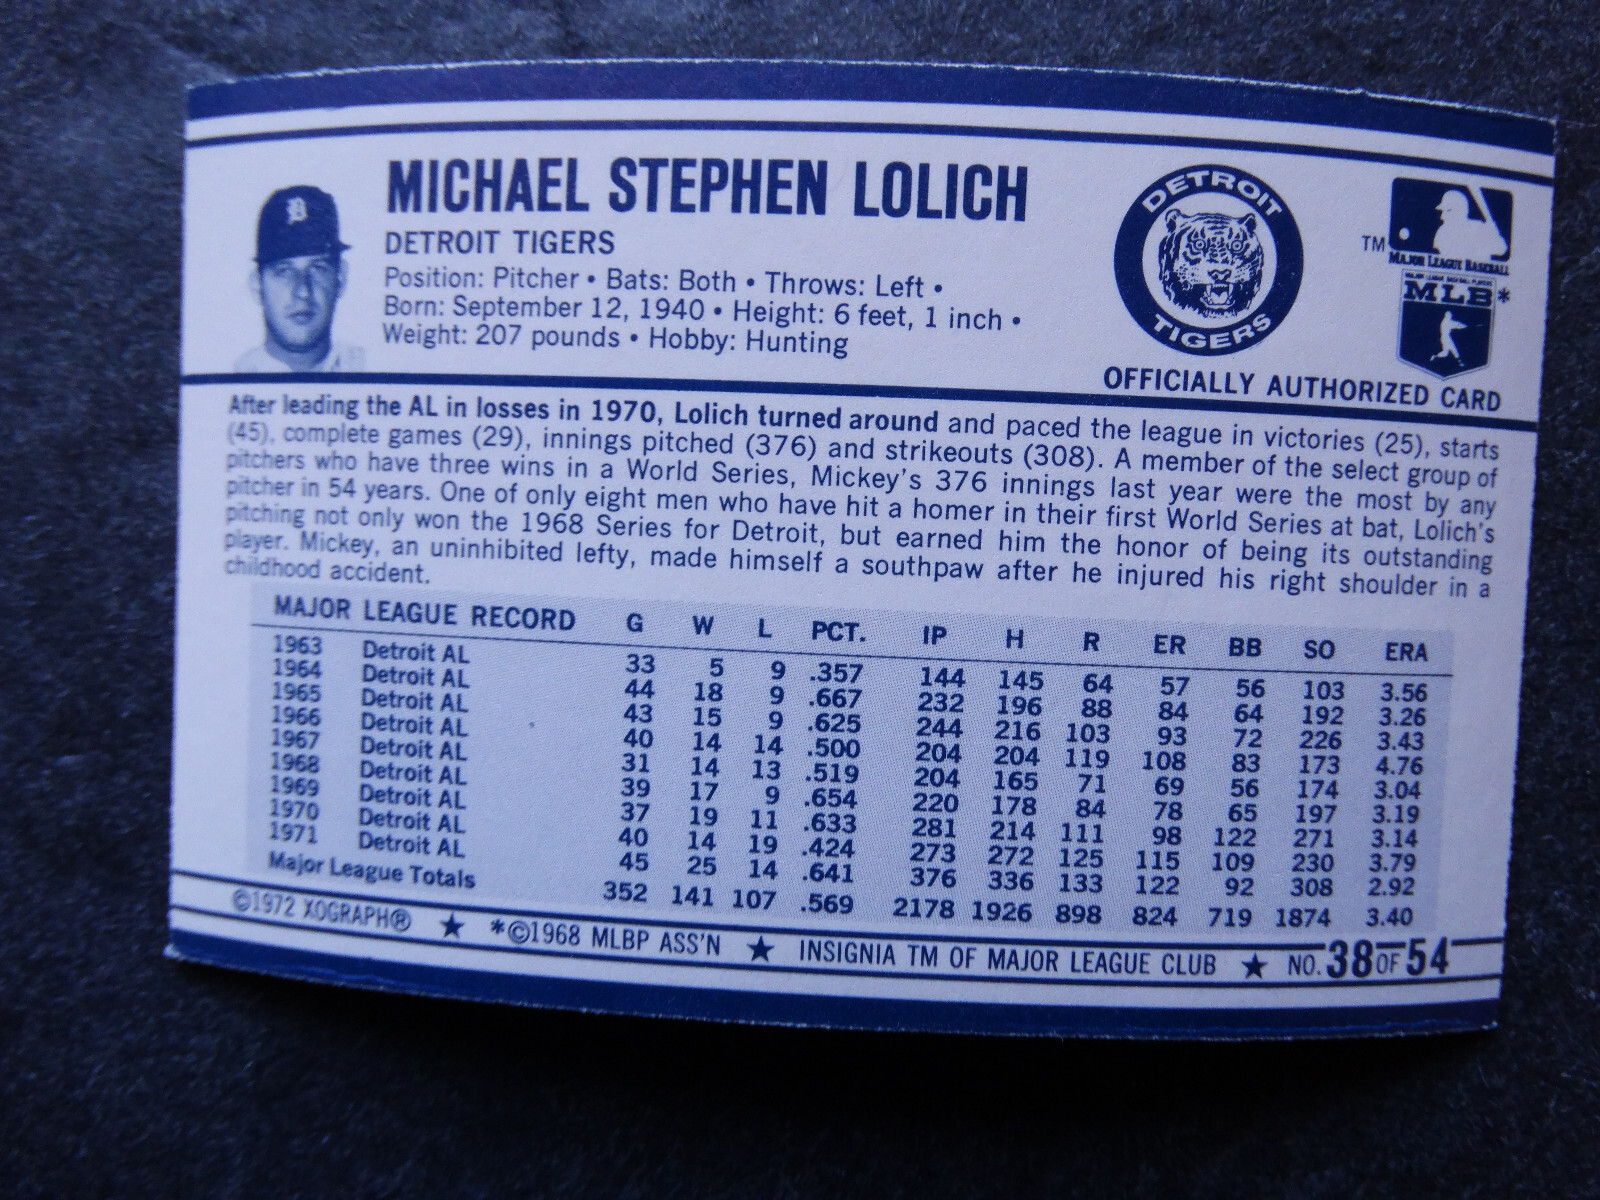 MICHAEL STEPHEN LOLICH
DETROIT TIGERS
Position: Pitcher • Bats: Both • Throws: Left •
Born: September 12, 1940 • Height: 6 feet, 1 inch •
Weight: 207 pounds • Hobby: Hunting
D
DETROIT
TIGERS
TM
MAJOR LEAGUE BASEBALL
MAJOR LEAGUE BASEBALL PLAYERS
MLB*
OFFICIALLY AUTHORIZED CARD
After leading the AL in losses in 1970, Lolich turned around and paced the league in victories (25), starts
(45), complete games (29), innings pitched (376) and strikeouts (308). A member of the select group of
pitchers who have three wins in a World Series, Mickey's 376 innings last year were the most by any
pitcher in 54 years. One of only eight men who have hit a homer in their first World Series at bat, Lolich's
pitching not only won the 1968 Series for Detroit, but earned him the honor of being its outstanding
player. Mickey, an uninhibited lefty, made himself a southpaw after he injured his right shoulder in a
childhood accident.
MAJOR LEAGUE RECORD G W L PCT. IP H R ER BB SO ERA
1963 Detroit AL 33 5 9 .357 144 145 64 57 56 103 3.56
1964 Detroit AL 44 18 9 .667 232 196 88 84 64 192 3.26
1965 Detroit AL 43 15 9 .625 244 216 103 93 72 226 3.43
1966 Detroit AL 40 14 14 .500 204 204 119 108 83 173 4.76
1967 Detroit AL 31 14 13 .519 204 165 71 69 56 174 3.04
1968 Detroit AL 39 17 9 .654 220 178 84 78 65 197 3.19
1969 Detroit AL 37 19 11 .633 281 214 111 98 122 271 3.14
1970 Detroit AL 40 14 19 .424 273 272 125 115 109 230 3.79
1971 Detroit AL 45 25 14 .641 376 336 133 122 92 308 2.92
Major League Totals 352 141 107 .569 2178 1926 898 824 719 1874 3.40
©1972 XOGRAPH® ★ *©1968 MLBP ASS'N ★ INSIGNIA TM OF MAJOR LEAGUE CLUB ★ NO. 38 OF 54